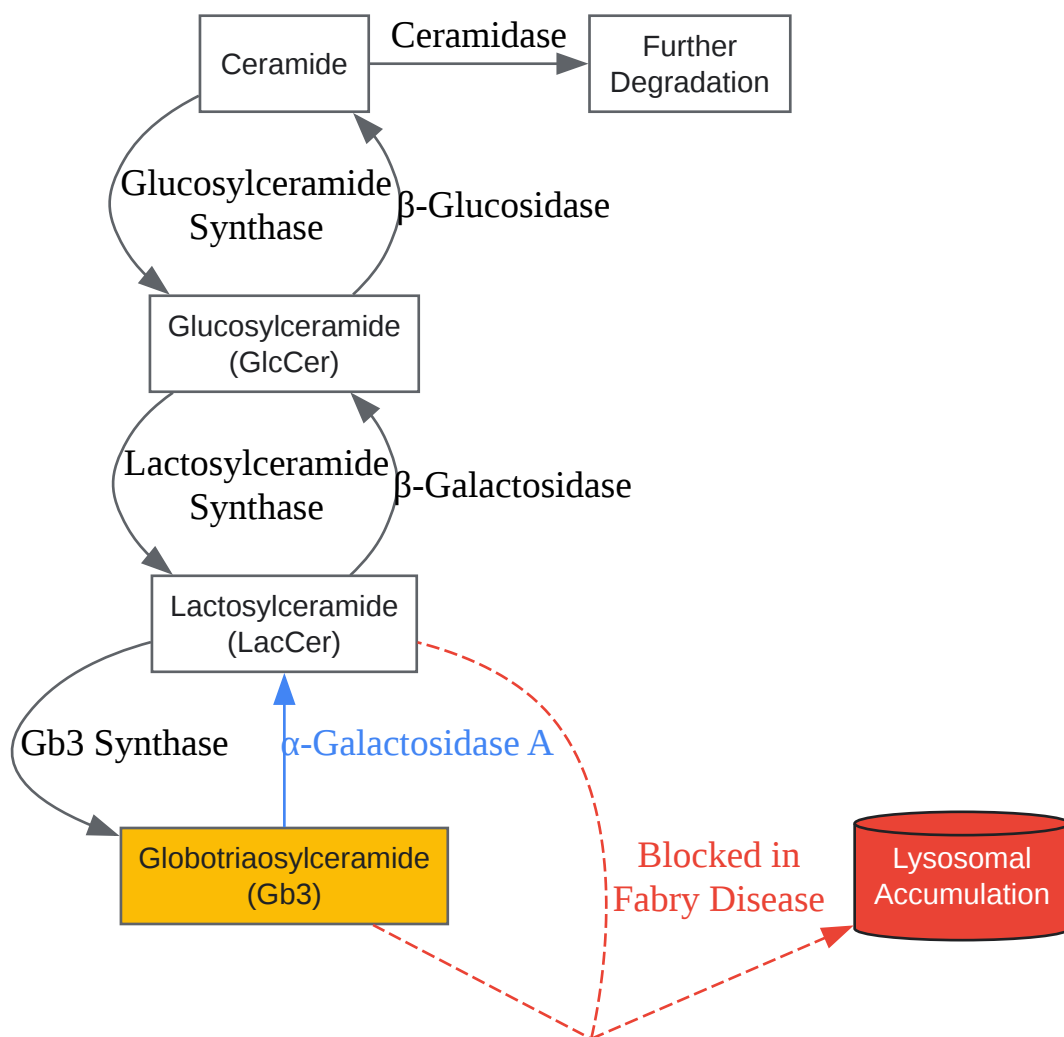 Ceramide
Ceramidase
Further
Degradation
Glucosylceramide
Synthase
β-Glucosidase
Glucosylceramide
(GlcCer)
Lactosylceramide
Synthase
β-Galactosidase
Lactosylceramide
(LacCer)
Gb3 Synthase
α-Galactosidase A
Globotriaosylceramide
(Gb3)
Blocked in
Fabry Disease
Lysosomal
Accumulation